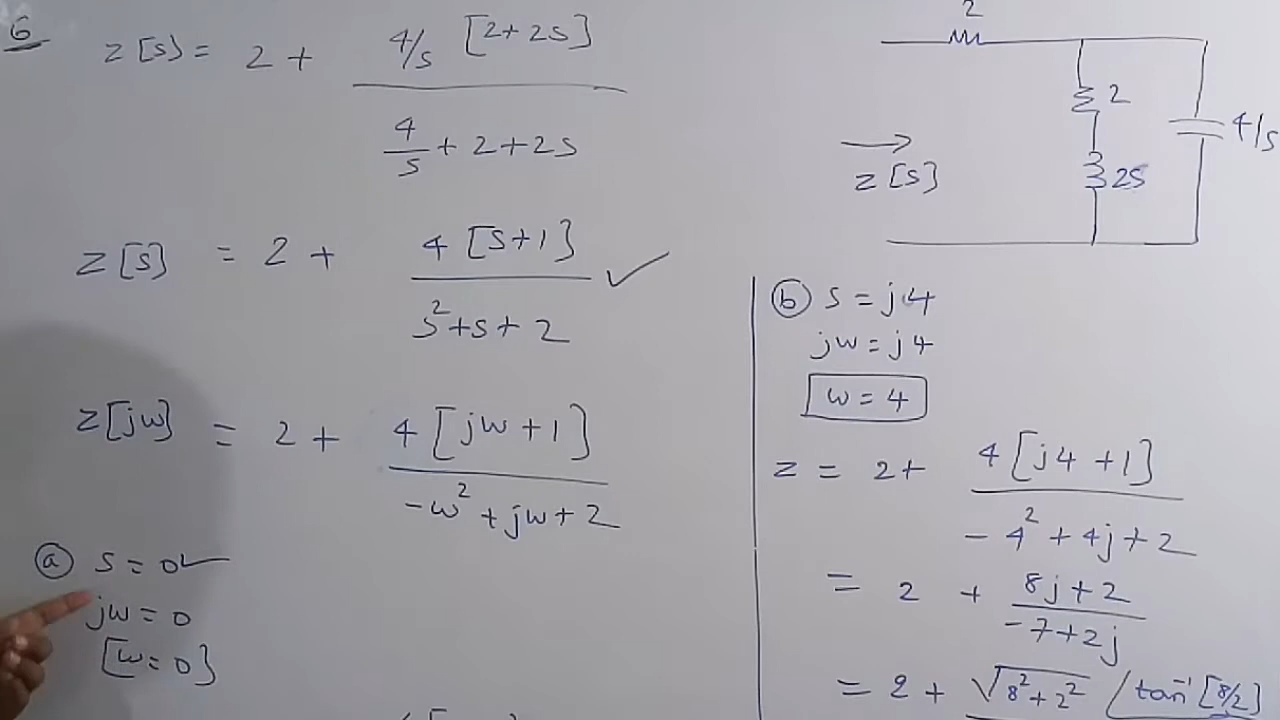 6
z[s] = 2 + 4/s [2+2s]
4/s + 2 + 2s
z[s] = 2 + 4[s+1]
s²+s+2
z[jw] = 2 + 4[jw+1]
-w²+jw+2
ⓐ s = 0
jw = 0
[w=0]
2
2
2s
4/s
z[s]
ⓑ s = j4
jw = j4
w = 4
z = 2 + 4[j4+1]
-4²+4j+2
= 2 + 8j+2
-7+2j
= 2 + √8²+2² /tan⁻¹[8/2]